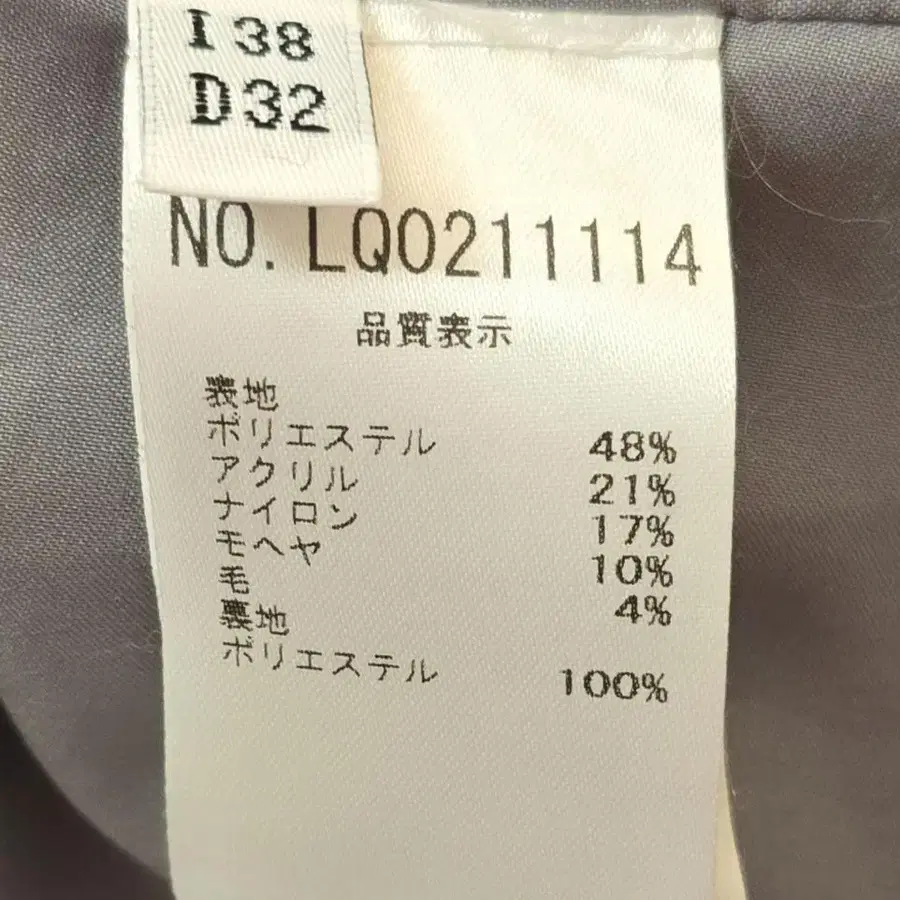 I 38
D 32
NO. LQ0211114
品質表示
表地
ポリエステル 48%
アクリル 21%
ナイロン 17%
モヘヤ 10%
毛 4%
裏地
ポリエステル 100%